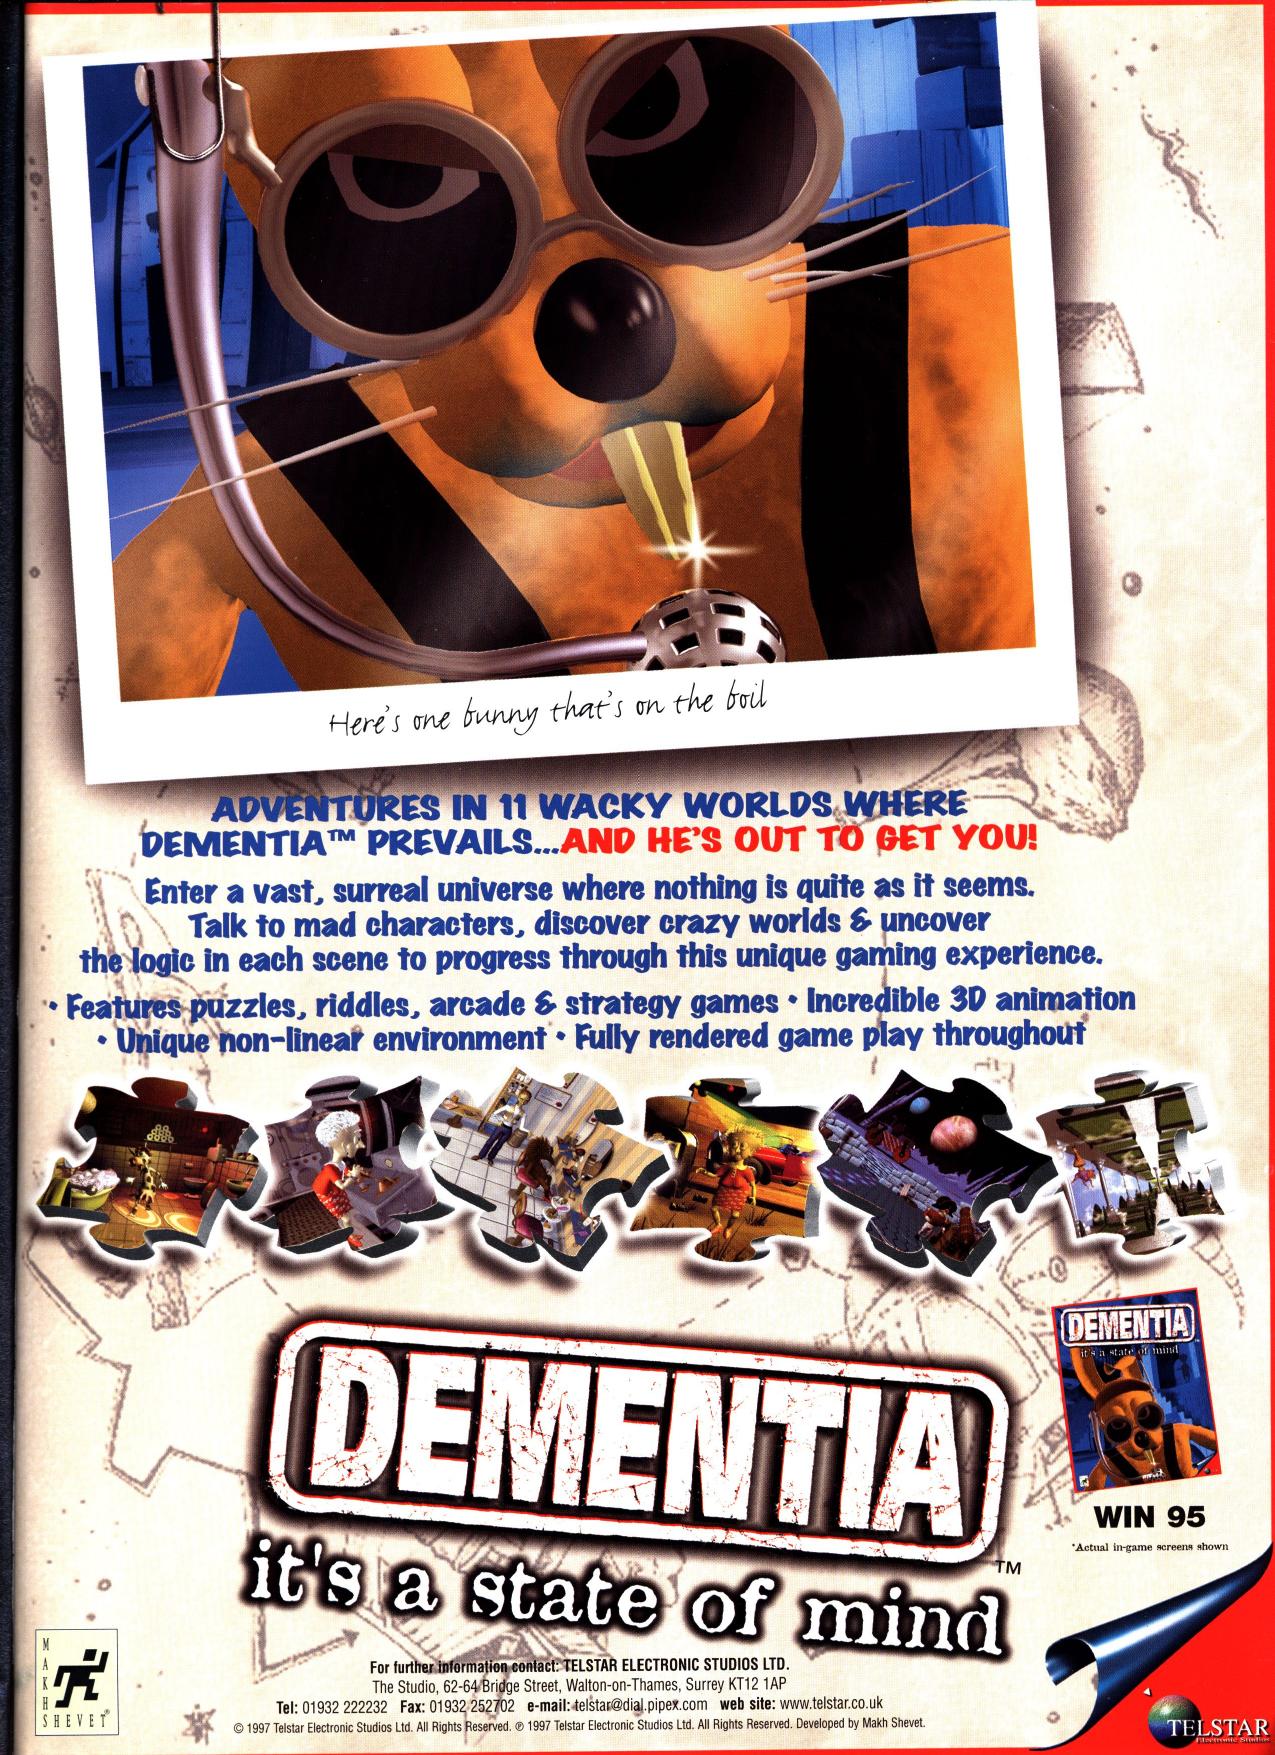 Here's one bunny that's on the boil
ADVENTURES IN 11 WACKY WORLDS WHERE
DEMENTIA™ PREVAILS...AND HE'S OUT TO GET YOU!
Enter a vast, surreal universe where nothing is quite as it seems.
Talk to mad characters, discover crazy worlds & uncover
the logic in each scene to progress through this unique gaming experience.
• Features puzzles, riddles, arcade & strategy games • Incredible 3D animation
• Unique non-linear environment • Fully rendered game play throughout
DEMENTIA
it's a state of mind
WIN 95
*Actual in-game screens shown
DEMENTIA
™
it's a state of mind
For further information contact: TELSTAR ELECTRONIC STUDIOS LTD.
The Studio, 62-64 Bridge Street, Walton-on-Thames, Surrey KT12 1AP
Tel: 01932 222232 Fax: 01932 252702 e-mail: telstar@dial.pipex.com web site: www.telstar.co.uk
© 1997 Telstar Electronic Studios Ltd. All Rights Reserved. ℗ 1997 Telstar Electronic Studios Ltd. All Rights Reserved. Developed by Makh Shevet.
MAKH
SHEVET®
TELSTAR
Electronic Studios